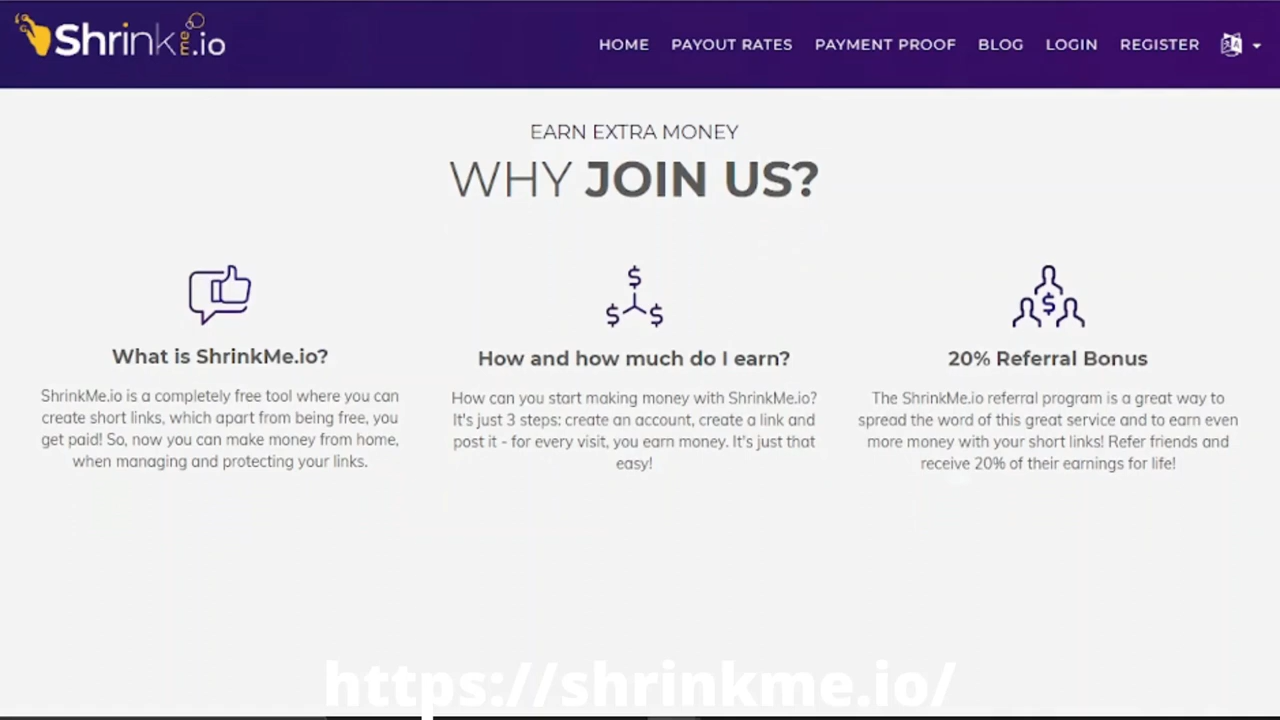 Shrinkme.io
HOME PAYOUT RATES PAYMENT PROOF BLOG LOGIN REGISTER
EARN EXTRA MONEY
WHY JOIN US?
What is ShrinkMe.io?
ShrinkMe.io is a completely free tool where you can
create short links, which apart from being free, you
get paid! So, now you can make money from home,
when managing and protecting your links.
How and how much do I earn?
How can you start making money with ShrinkMe.io?
It's just 3 steps: create an account, create a link and
post it - for every visit, you earn money. It's just that
easy!
20% Referral Bonus
The ShrinkMe.io referral program is a great way to
spread the word of this great service and to earn even
more money with your short links! Refer friends and
receive 20% of their earnings for life!
https://shrinkme.io/